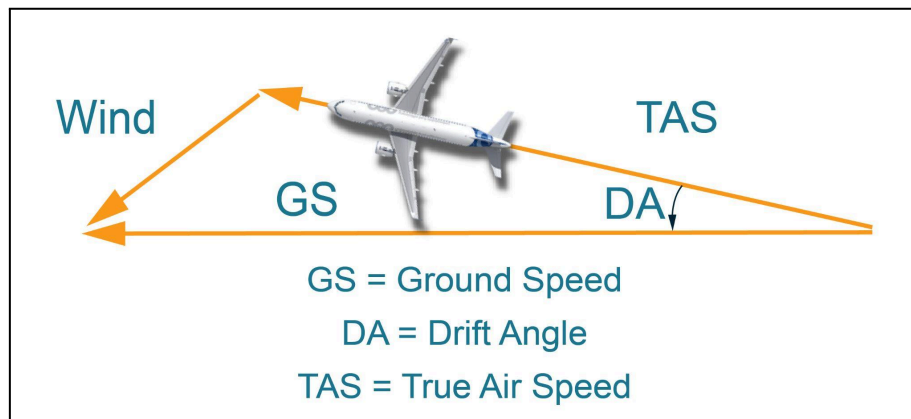 Wind
TAS
GS
DA
GS = Ground Speed
DA = Drift Angle
TAS = True Air Speed